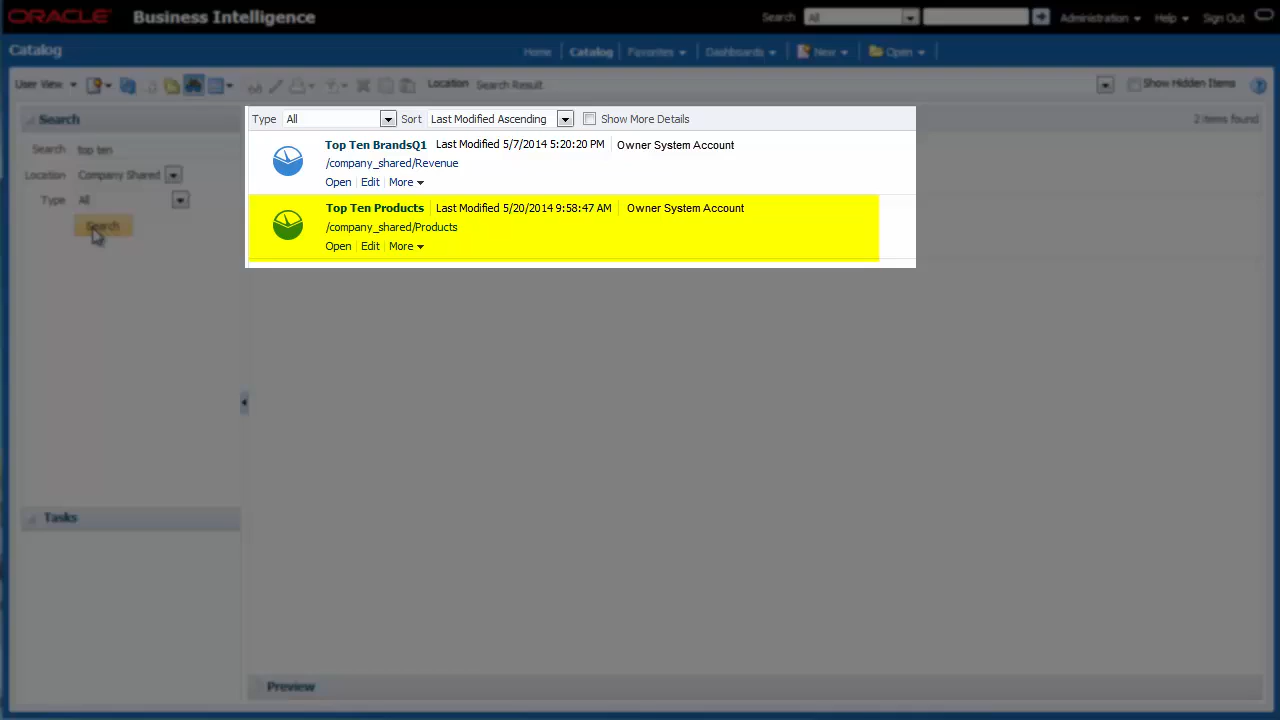 ORACLE Business Intelligence Search All Administration Help Sign Out
Catalog Home Catalog Favorites Dashboards New Open
User View Location Search Result Show Hidden Items
Search Type All Sort Last Modified Ascending Show More Details 2 items found
Search top ten Top Ten BrandsQ1 Last Modified 5/7/2014 5:20:20 PM Owner System Account
/company_shared/Revenue
Location Company Shared Open Edit More
Type All Top Ten Products Last Modified 5/20/2014 9:58:47 AM Owner System Account
Search /company_shared/Products
Open Edit More
Tasks
Preview